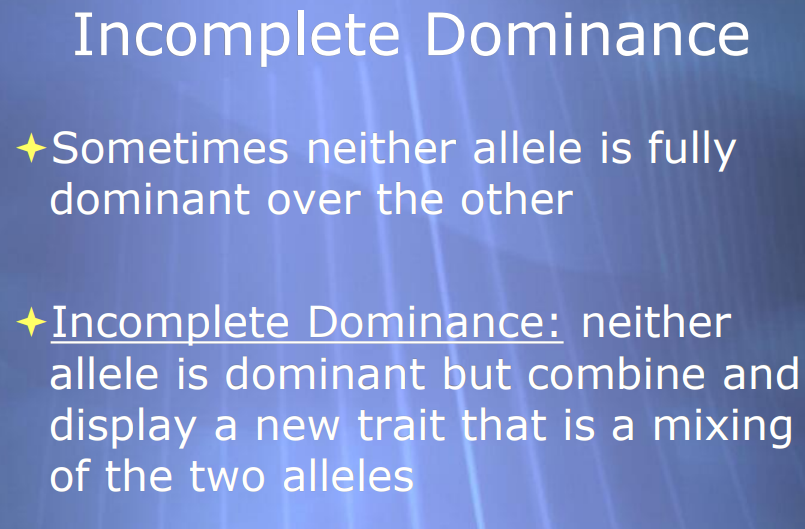 Incomplete Dominance
Sometimes neither allele is fully
dominant over the other
Incomplete Dominance: neither
allele is dominant but combine and
display a new trait that is a mixing
of the two alleles